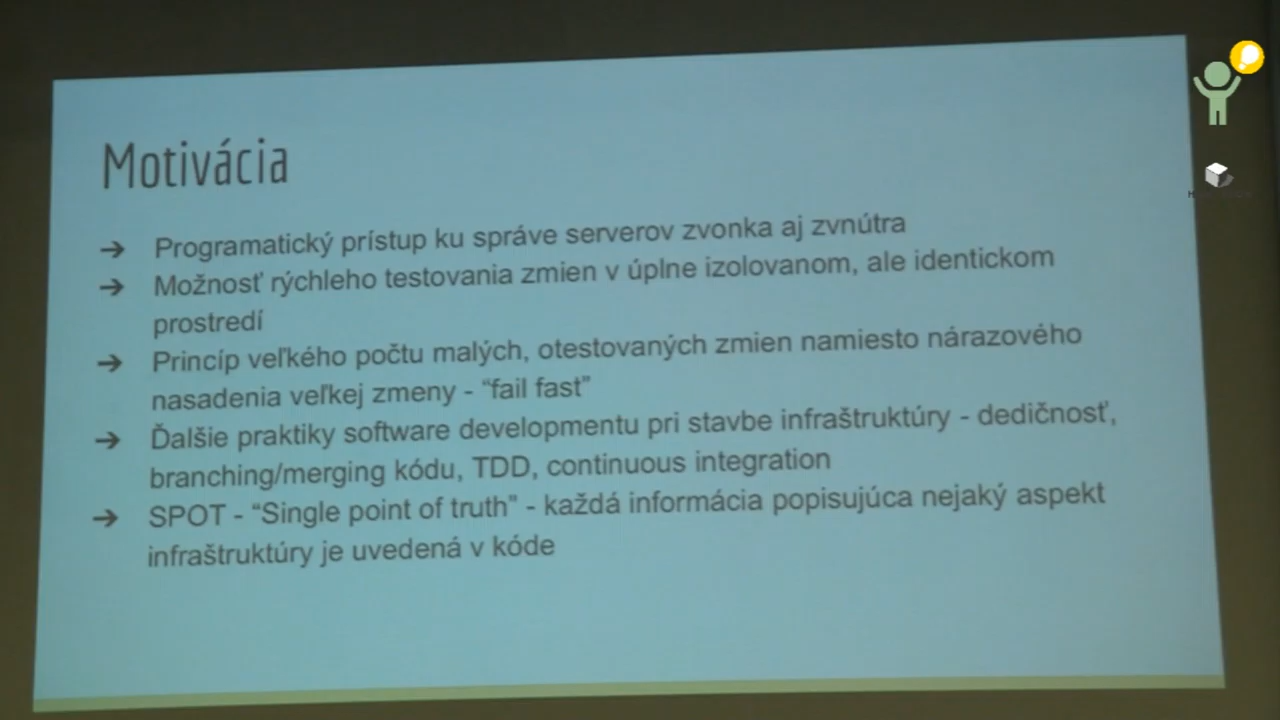 Motivácia
→ Programatický prístup ku správe serverov zvonka aj zvnútra
→ Možnosť rýchleho testovania zmien v úplne izolovanom, ale identickom
prostredí
→ Princíp veľkého počtu malých, otestovaných zmien namiesto nárazového
nasadenia veľkej zmeny - “fail fast”
→ Ďalšie praktiky software developmentu pri stavbe infraštruktúry - dedičnosť,
branching/merging kódu, TDD, continuous integration
→ SPOT - “Single point of truth” - každá informácia popisujúca nejaký aspekt
infraštruktúry je uvedená v kóde